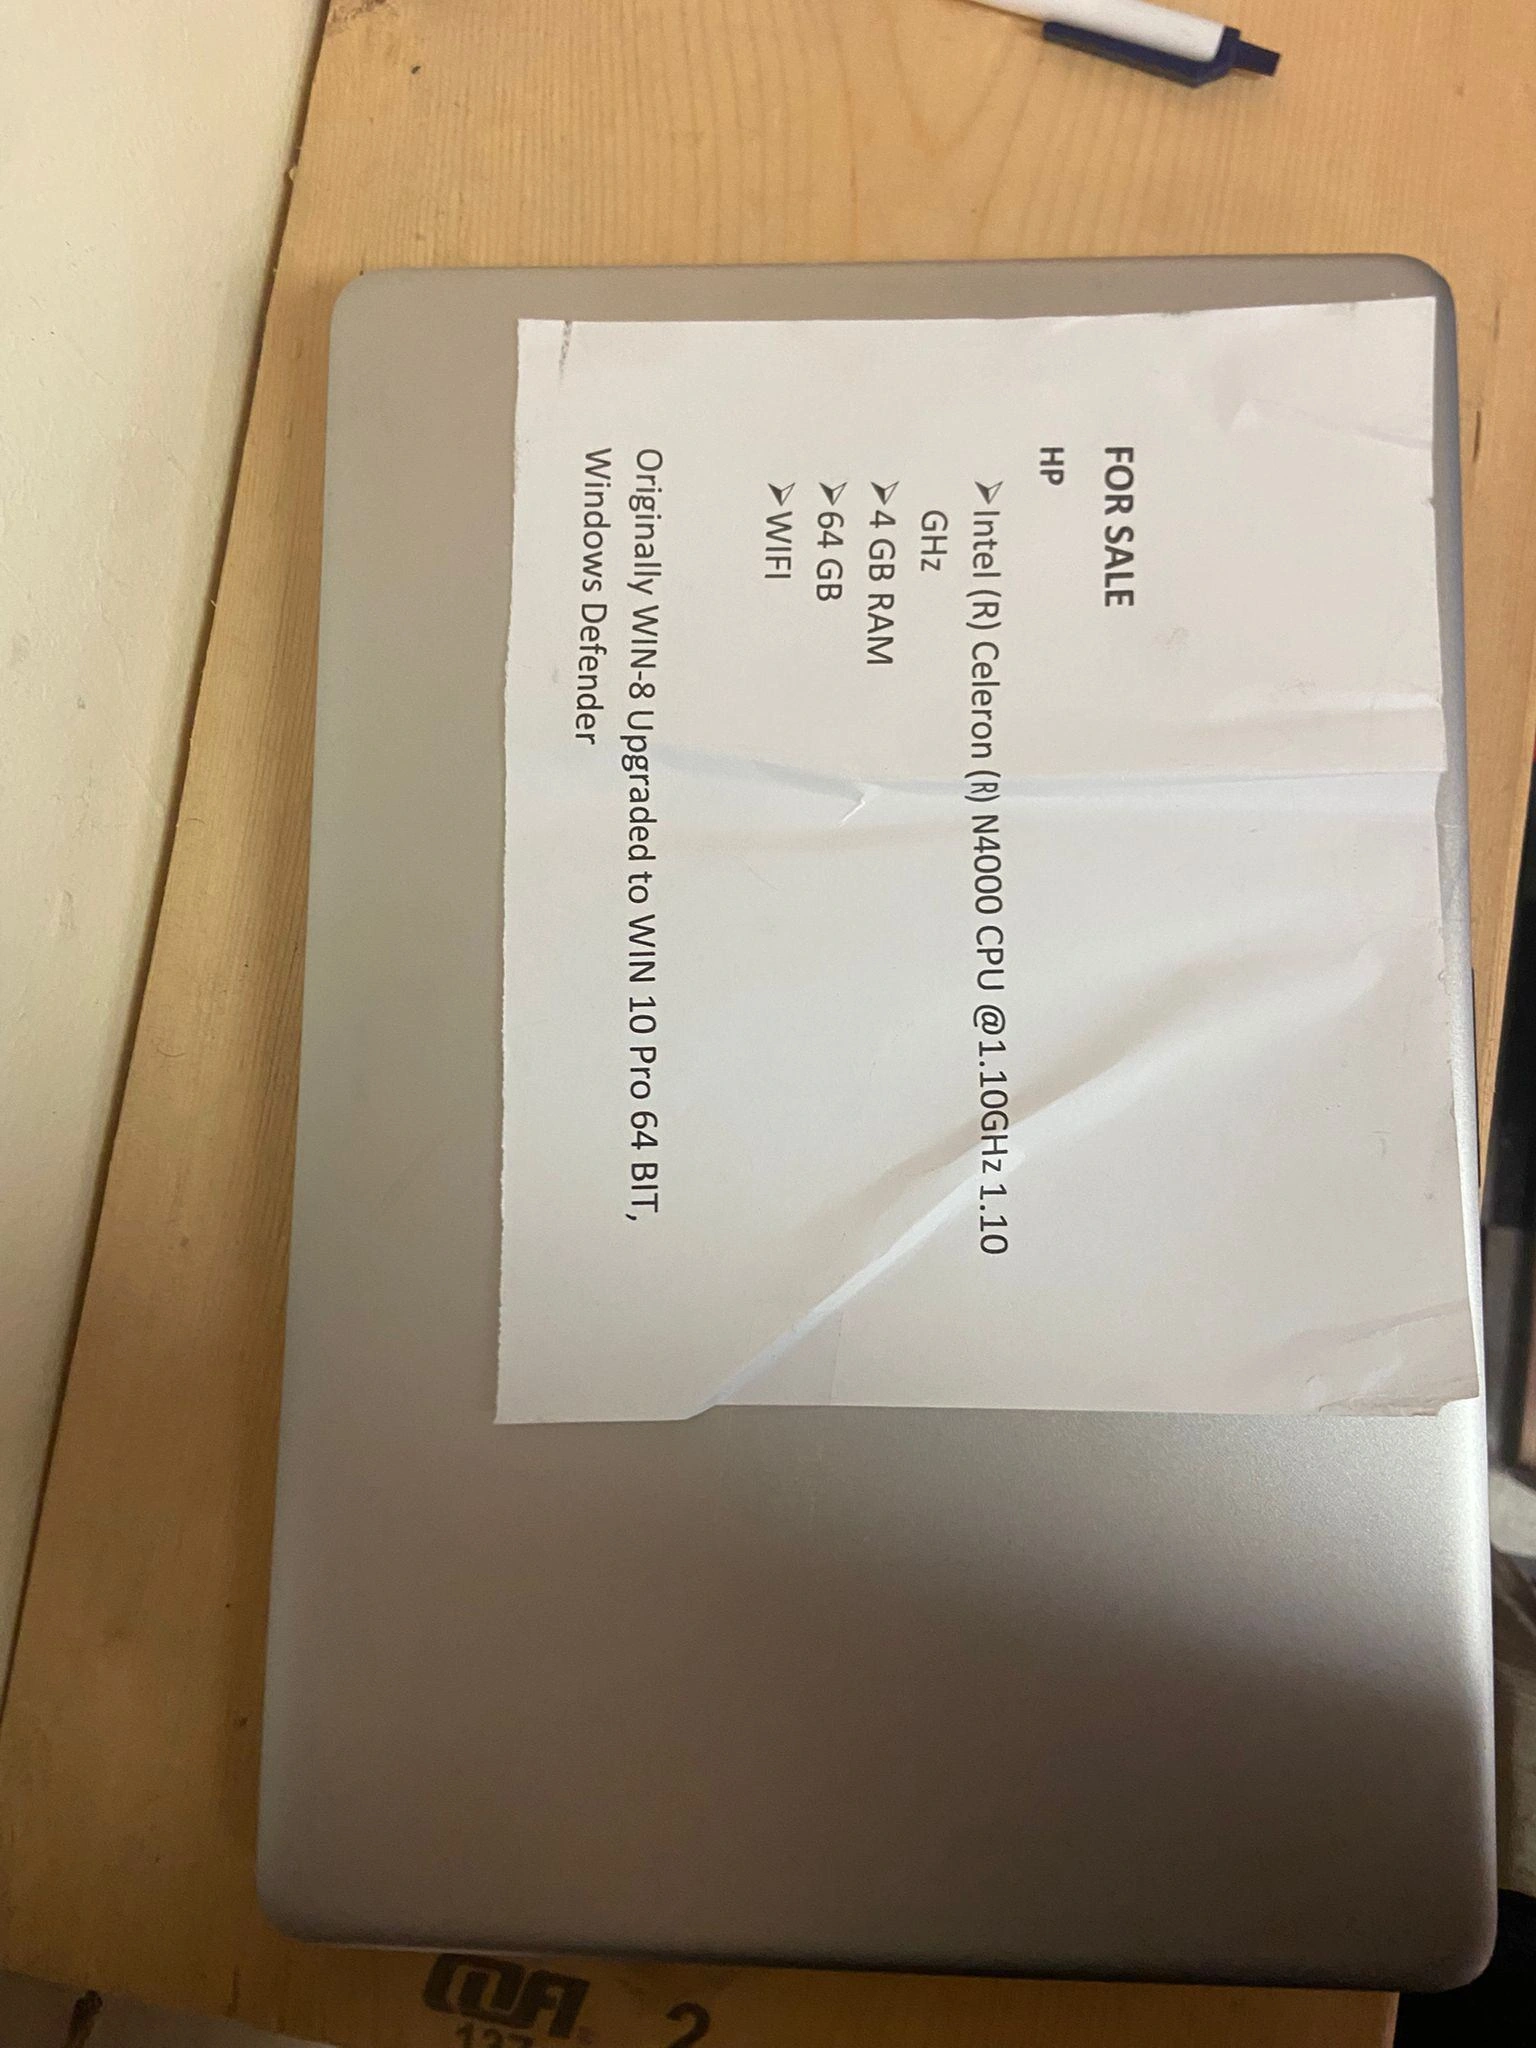 FOR SALE
HP
➢Intel (R) Celeron (R) N4000 CPU @1.10GHz 1.10
GHz
➢4 GB RAM
➢64 GB
➢WIFI
Originally WIN-8 Upgraded to WIN 10 Pro 64 BIT,
Windows Defender
2